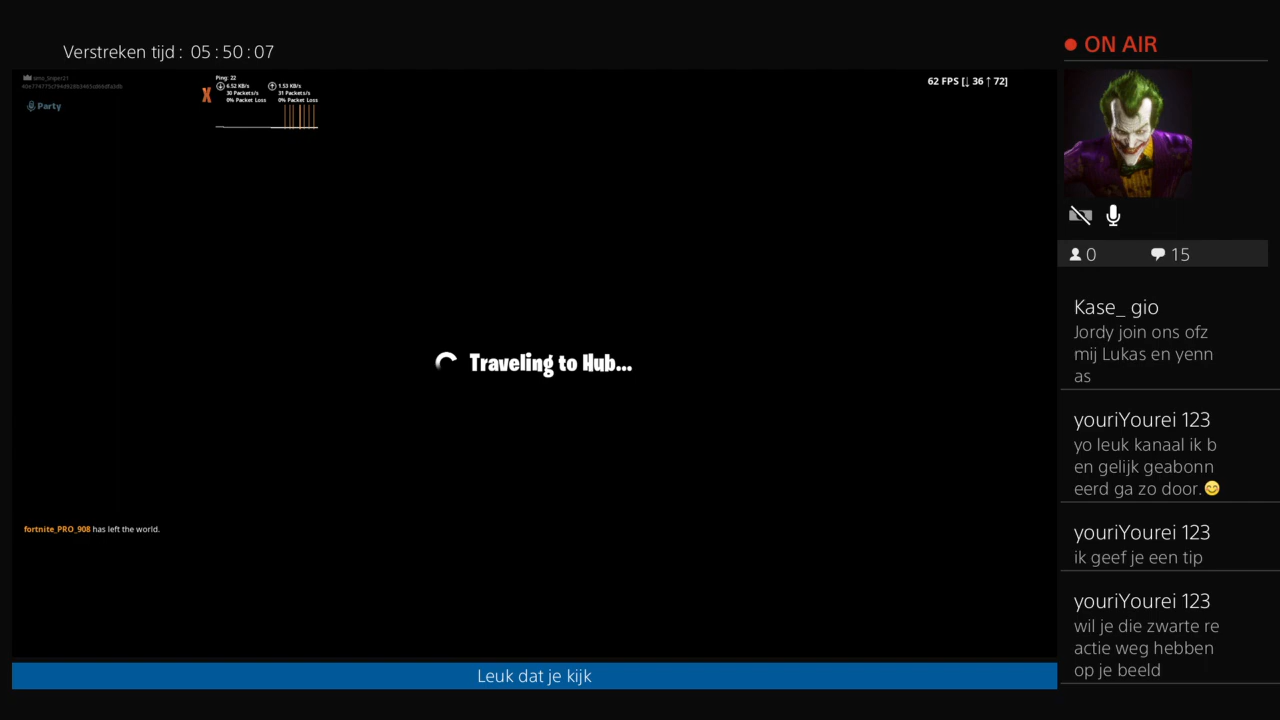 Verstreken tijd : 05 : 50 : 07
ON AIR
Party
Ping: 22
6.52 KB/s
1.53 KB/s
30 Packets/s
31 Packets/s
0% Packet Loss
0% Packet Loss
62 FPS [↓ 36 ↑ 72]
0
15
Traveling to Hub...
fortnite_PRO_908 has left the world.
Leuk dat je kijk
Kase_ gio
Jordy join ons ofz
mij Lukas en yenn
as
youriYourei 123
yo leuk kanaal ik b
en gelijk geabonn
eerd ga zo door.😊
youriYourei 123
ik geef je een tip
youriYourei 123
wil je die zwarte re
actie weg hebben
op je beeld